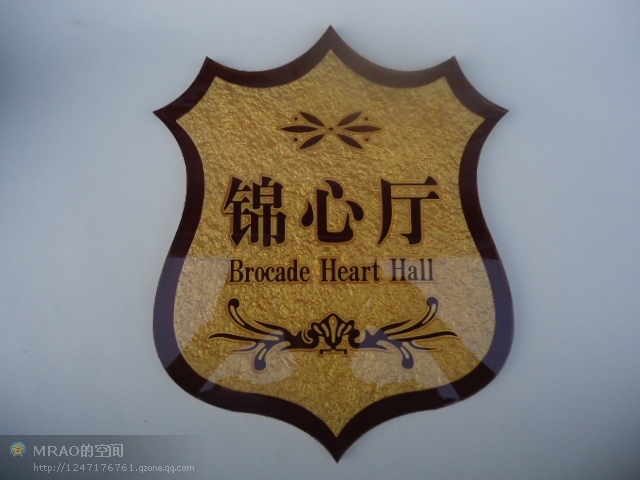 锦心厅
Brocade Heart Hall
MRAO的空间
http://1247176761.qzone.qq.com